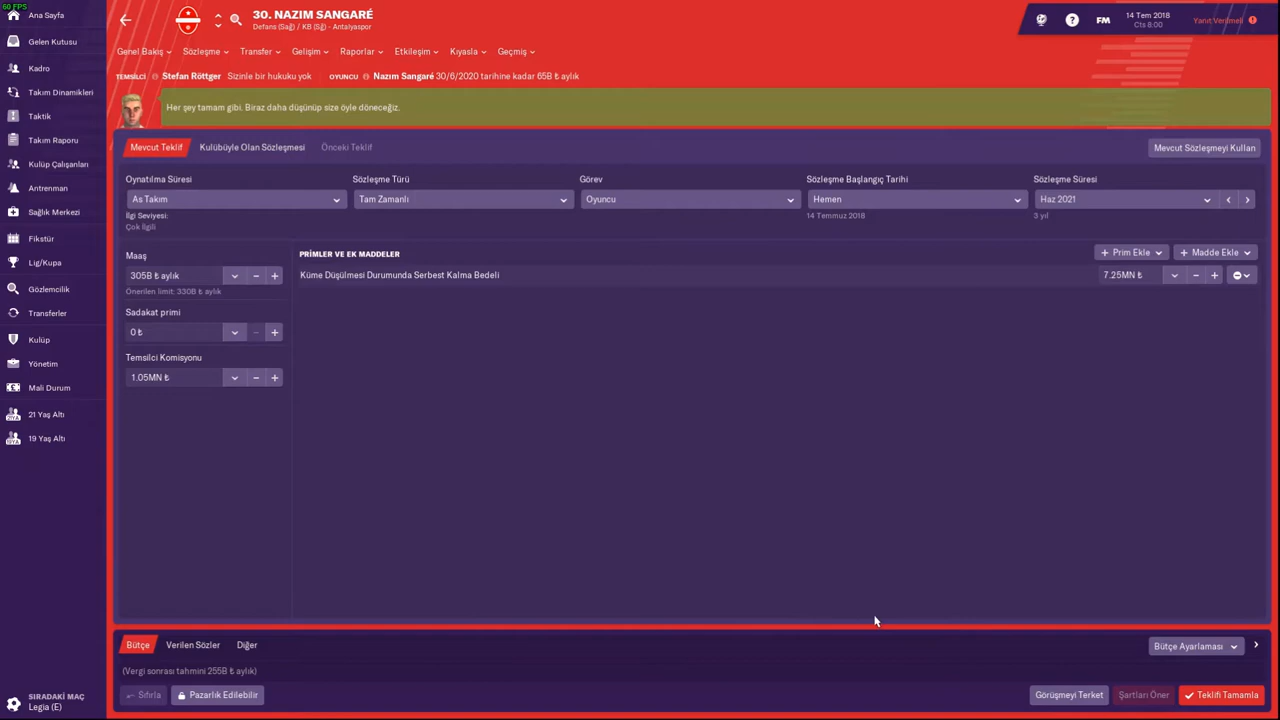 60 FPS
Ana Sayfa
Gelen Kutusu
Kadro
Takım Dinamikleri
Taktik
Takım Raporu
Kulüp Çalışanları
Antrenman
Sağlık Merkezi
Fikstür
Lig/Kupa
Gözlemcilik
Transferler
Kulüp
Yönetim
Mali Durum
21 Yaş Altı
19 Yaş Altı
SIRADAKİ MAÇ
Legia (E)
30. NAZIM SANGARÉ
Defans (Sağ) / KB (Sğ) - Antalyaspor
FM
14 Tem 2018
Cts 8:00
Yanıt Verilmeli
Genel Bakış
Sözleşme
Transfer
Gelişim
Raporlar
Etkileşim
Kıyasla
Geçmiş
TEMSİLCİ Stefan Röttger Sizinle bir hukuku yok OYUNCU Nazım Sangaré 30/6/2020 tarihine kadar 65B ₺ aylık
Her şey tamam gibi. Biraz daha düşünüp size öyle döneceğiz.
Mevcut Teklif
Kulübüyle Olan Sözleşmesi
Önceki Teklif
Mevcut Sözleşmeyi Kullan
Oynatılma Süresi
As Takım
İlgi Seviyesi:
Çok İlgili
Sözleşme Türü
Tam Zamanlı
Görev
Oyuncu
Sözleşme Başlangıç Tarihi
Hemen
14 Temmuz 2018
Sözleşme Süresi
Haz 2021
3 yıl
Maaş
305B ₺ aylık
Önerilen limit: 330B ₺ aylık
Sadakat primi
0 ₺
Temsilci Komisyonu
1.05MN ₺
PRİMLER VE EK MADDELER
Prim Ekle
Madde Ekle
Küme Düşülmesi Durumunda Serbest Kalma Bedeli
7.25MN ₺
Bütçe
Verilen Sözler
Diğer
Bütçe Ayarlaması
(Vergi sonrası tahmini 255B ₺ aylık)
Sıfırla
Pazarlık Edilebilir
Görüşmeyi Terket
Şartları Öner
Teklifi Tamamla